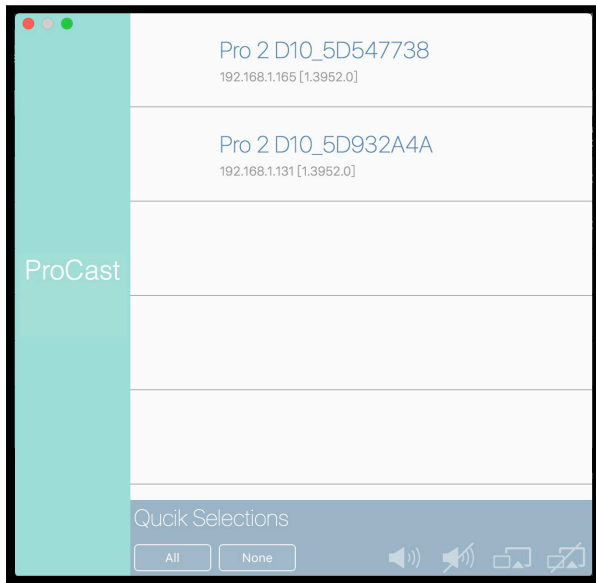 Pro 2 D10_5D547738
192.168.1.165 [1.3952.0]
Pro 2 D10_5D932A4A
192.168.1.131 [1.3952.0]
ProCast
Qucik Selections
All
None